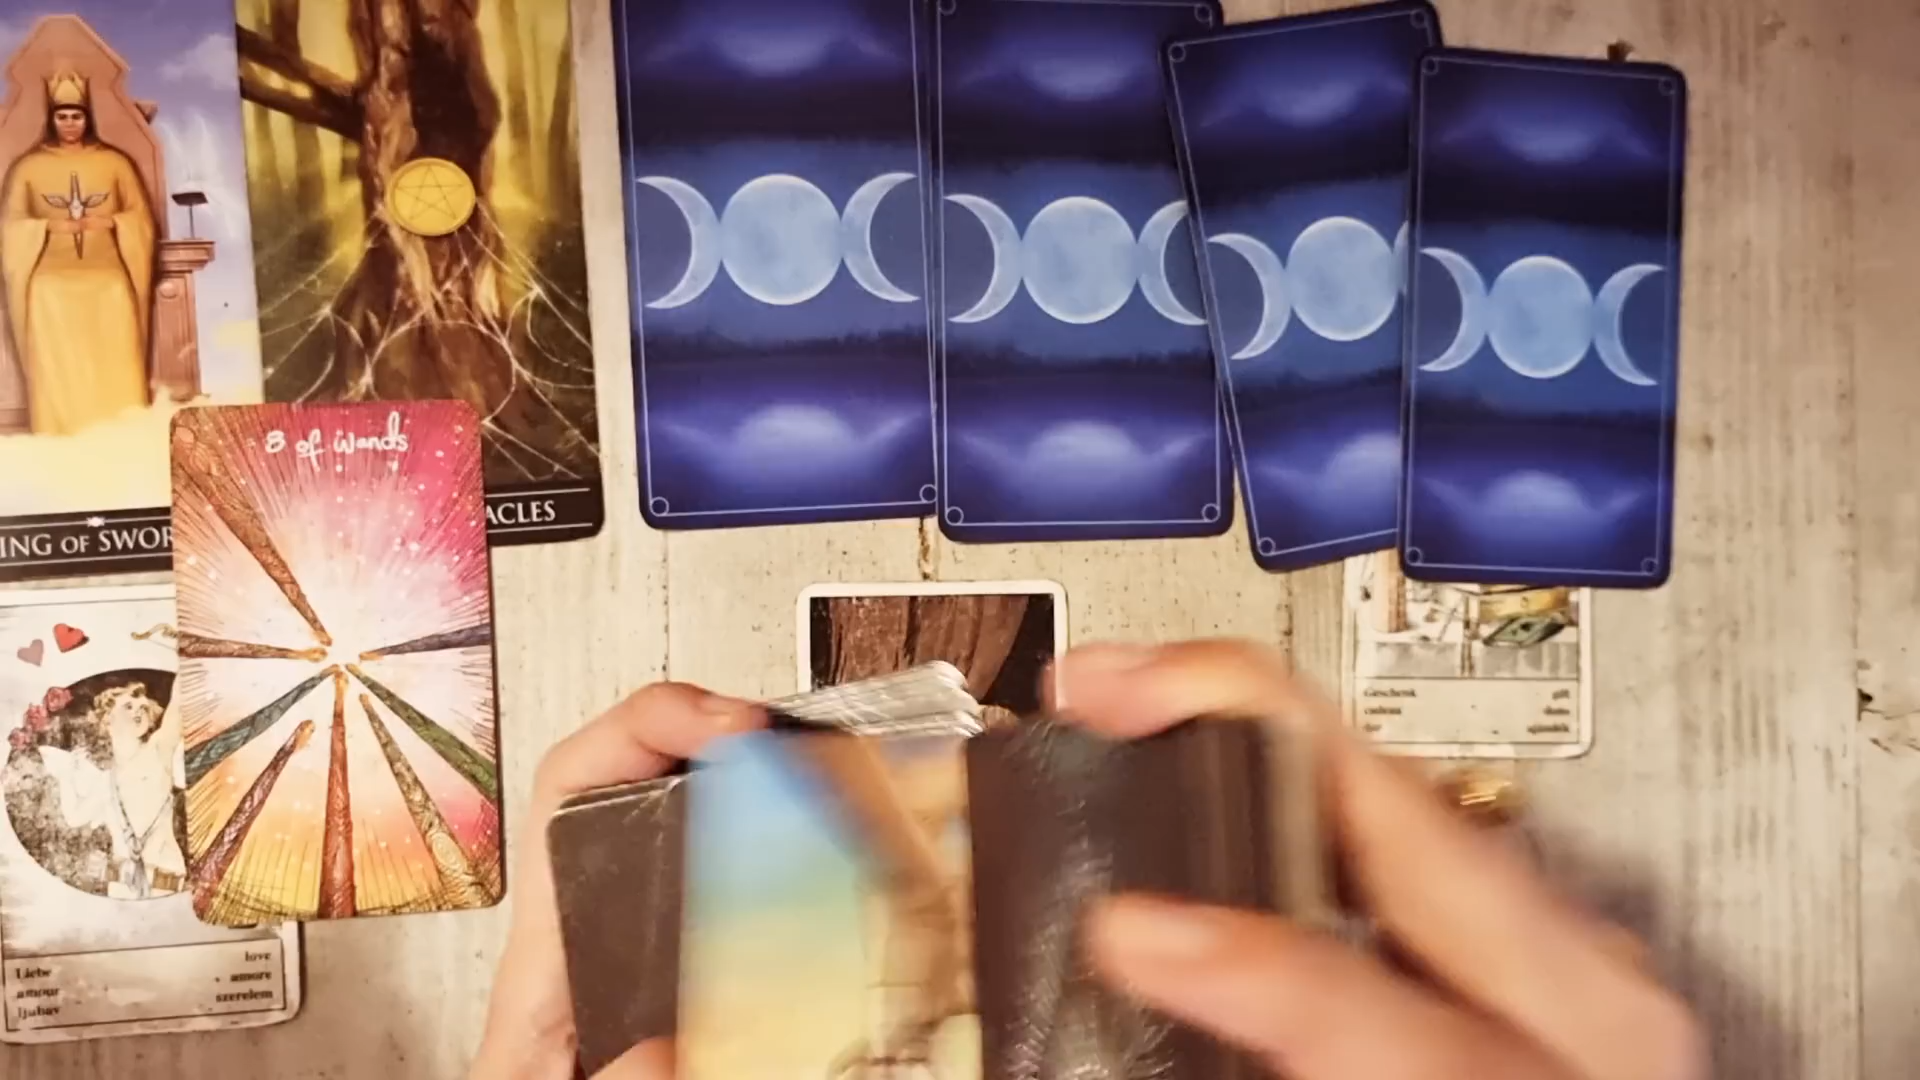 ING OF SWOR
ACLES
8 of wands
Geschenk gift
cadeau dono
dar ajándék
Liebe love
amour amore
ljubav szerelem